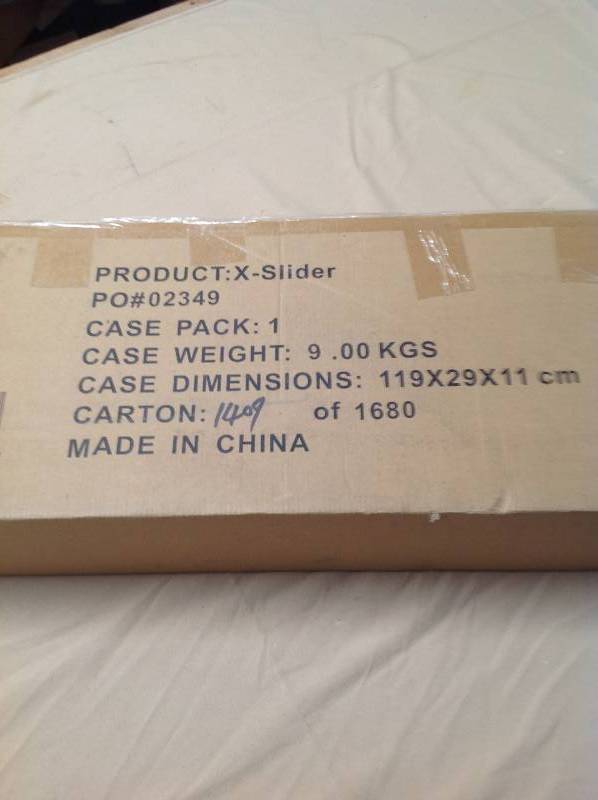 PRODUCT:X-Slider
PO#02349
CASE PACK: 1
CASE WEIGHT: 9 .00 KGS
CASE DIMENSIONS: 119X29X11 cm
CARTON: 1409 of 1680
MADE IN CHINA